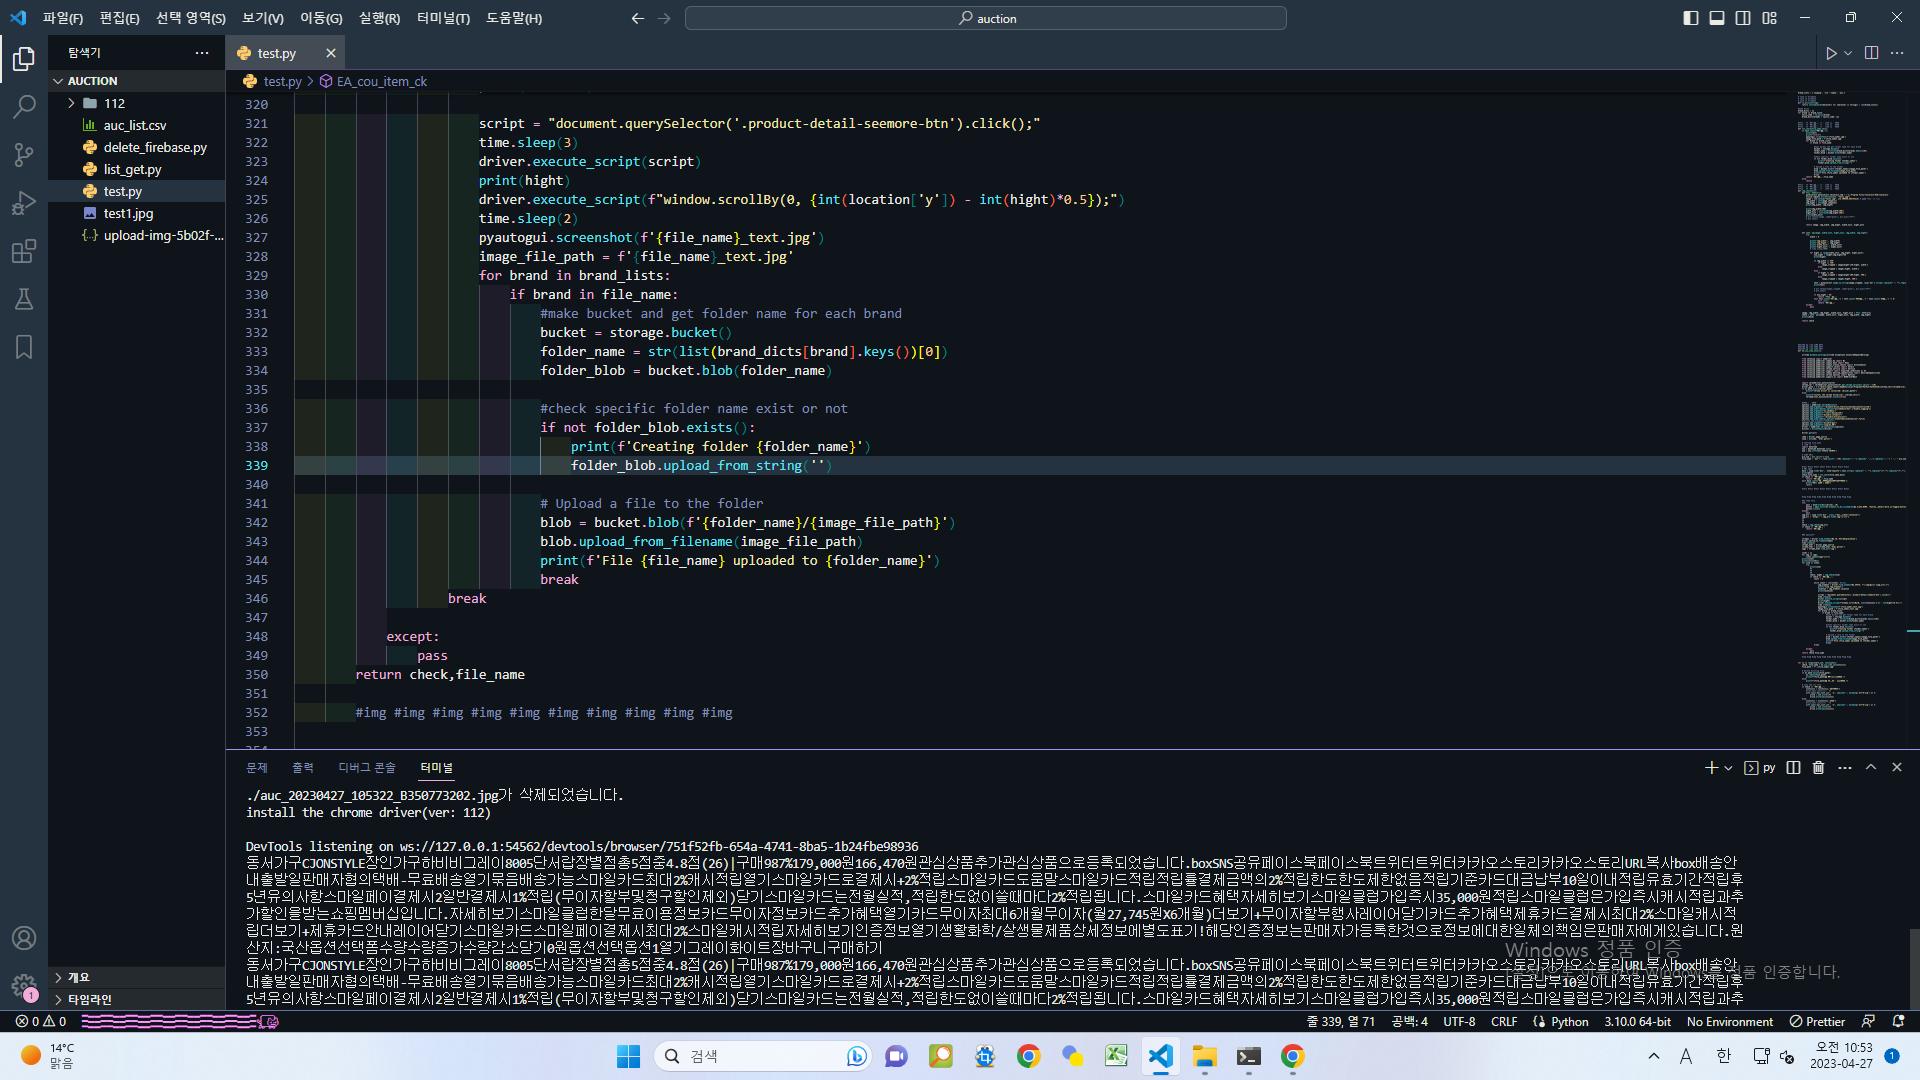 파일(F) 편집(E) 선택 영역(S) 보기(V) 이동(G) 실행(R) 터미널(T) 도움말(H)
auction
탐색기
test.py
AUCTION
test.py > EA_cou_item_ck
112
auc_list.csv
delete_firebase.py
list_get.py
test.py
test1.jpg
upload-img-5b02f-...
320
321 script = "document.querySelector('.product-detail-seemore-btn').click();"
322 time.sleep(3)
323 driver.execute_script(script)
324 print(hight)
325 driver.execute_script(f"window.scrollBy(0, {int(location['y']) - int(hight)*0.5});")
326 time.sleep(2)
327 pyautogui.screenshot(f'{file_name}_text.jpg')
328 image_file_path = f'{file_name}_text.jpg'
329 for brand in brand_lists:
330 if brand in file_name:
331 #make bucket and get folder name for each brand
332 bucket = storage.bucket()
333 folder_name = str(list(brand_dicts[brand].keys())[0])
334 folder_blob = bucket.blob(folder_name)
335
336 #check specific folder name exist or not
337 if not folder_blob.exists():
338 print(f'Creating folder {folder_name}')
339 folder_blob.upload_from_string('')
340
341 # Upload a file to the folder
342 blob = bucket.blob(f'{folder_name}/{image_file_path}')
343 blob.upload_from_filename(image_file_path)
344 print(f'File {file_name} uploaded to {folder_name}')
345 break
346 break
347
348 except:
349 pass
350 return check,file_name
351
352 #img #img #img #img #img #img #img #img #img #img
353
문제 출력 디버그 콘솔 터미널
py
./auc_20230427_105322_B350773202.jpg가 삭제되었습니다.
install the chrome driver(ver: 112)
DevTools listening on ws://127.0.0.1:54562/devtools/browser/751f52fb-654a-4741-8ba5-1b24fbe98936
동서가구CJONSTYLE장인가구하비비그레이8005단서랍장별점총5점중4.8점(26)|구매987%179,000원166,470원관심상품추가관심상품으로등록되었습니다.boxSNS공유페이스북페이스북트위터트위터카카오스토리카카오스토리URL복사box배송안
내출발일판매자협의택배-무료배송열기묶음배송가능스마일카드최대2%캐시적립열기스마일카드로결제시+2%적립스마일카드도움말스마일카드적립적립률결제금액의2%적립한도한도제한없음적립기준카드대금납부10일이내적립유효기간적립후
5년유의사항스마일페이결제시2일반결제시1%적립(무이자할부및청구할인제외)닫기스마일카드는전월실적,적립한도없이쓸때마다2%적립됩니다.스마일카드혜택자세히보기스마일클럽가입즉시35,000원적립스마일클럽은가입즉시캐시적립과추
가할인을받는쇼핑멤버십입니다.자세히보기스마일클럽한달무료이용정보카드무이자정보카드추가혜택열기카드무이자최대6개월무이자(월27,745원X6개월)더보기+무이자할부행사레이어닫기카드추가혜택제휴카드결제시최대2%스마일캐시적
립더보기+제휴카드안내레이어닫기스마일카드스마일페이결제시최대2%스마일캐시적립자세히보기인증정보열기생활화학/살생물제품상세정보에별도표기!해당인증정보는판매자가등록한것으로정보에대한일체의책임은판매자에게있습니다.원
산지:국산옵션선택폼수량수량증가수량감소닫기0원옵션선택옵션1열기그레이화이트장바구니구매하기
동서가구CJONSTYLE장인가구하비비그레이8005단서랍장별점총5점중4.8점(26)|구매987%179,000원166,470원관심상품추가관심상품으로등록되었습니다.boxSNS공유페이스북페이스북트위터트위터카카오스토리카카오스토리URL복사box배송안
내출발일판매자협의택배-무료배송열기묶음배송가능스마일카드최대2%캐시적립열기스마일카드로결제시+2%적립스마일카드도움말스마일카드적립적립률결제금액의2%적립한도한도제한없음적립기준카드대금납부10일이내적립유효기간적립후
5년유의사항스마일페이결제시2일반결제시1%적립(무이자할부및청구할인제외)닫기스마일카드는전월실적,적립한도없이쓸때마다2%적립됩니다.스마일카드혜택자세히보기스마일클럽가입즉시35,000원적립스마일클럽은가입즉시캐시적립과추
Windows 정품 인증
정품 인증합니다.
개요
타임라인
1
0 0
줄 339, 열 71 공백: 4 UTF-8 CRLF Python 3.10.0 64-bit No Environment Prettier
14°C
맑음
검색
A 한
오전 10:53
2023-04-27
1